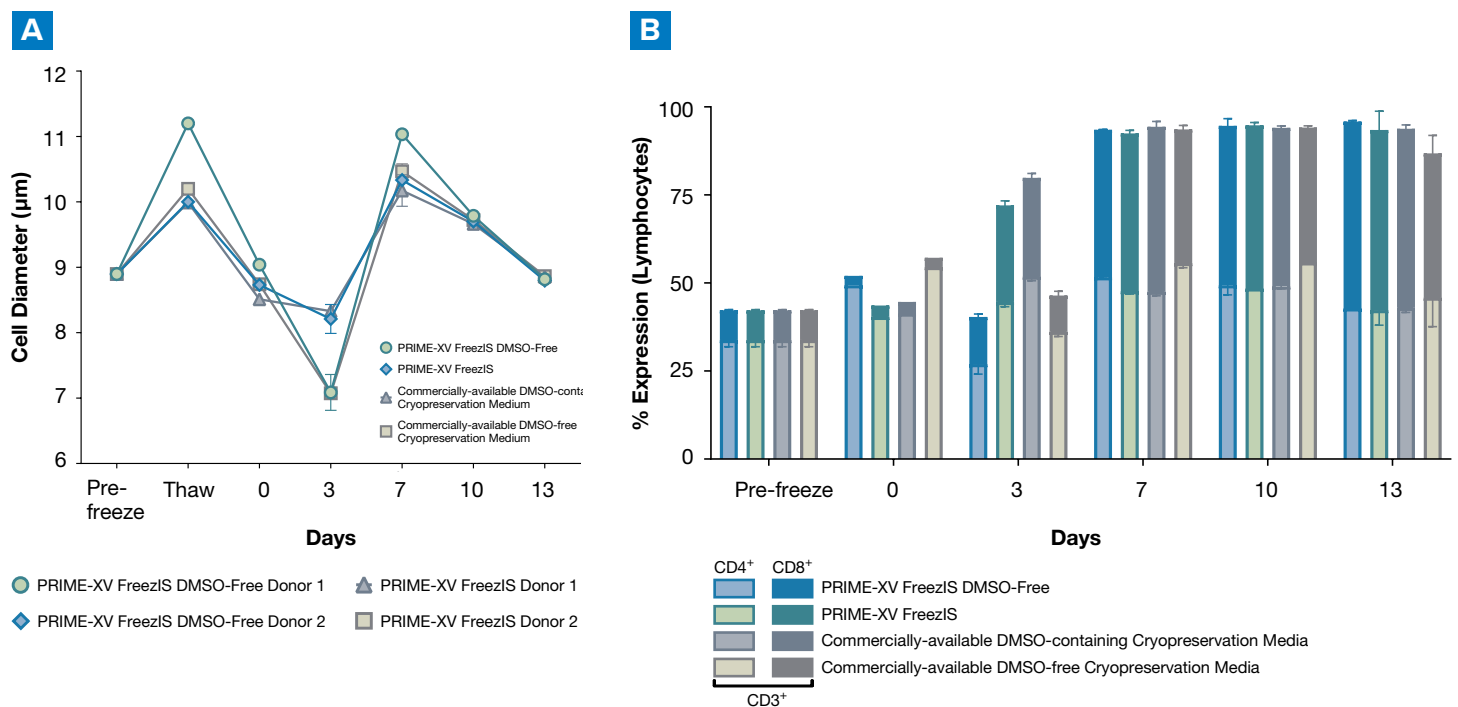 A
12
11
10
9
8
7
6
Cell Diameter (μm)
PRIME-XV FreezIS DMSO-Free
PRIME-XV FreezIS
Commercially-available DMSO-conta
Cryopreservation Medium
Commercially-available DMSO-free
Cryopreservation Medium
Pre-
freeze
Thaw
0
3
7
10
13
Days
PRIME-XV FreezIS DMSO-Free Donor 1
PRIME-XV FreezIS Donor 1
PRIME-XV FreezIS DMSO-Free Donor 2
PRIME-XV FreezIS Donor 2
B
100
75
50
25
0
% Expression (Lymphocytes)
Pre-freeze
0
3
7
10
13
Days
CD4+ CD8+
PRIME-XV FreezIS DMSO-Free
PRIME-XV FreezIS
Commercially-available DMSO-containing Cryopreservation Media
Commercially-available DMSO-free Cryopreservation Media
CD3+